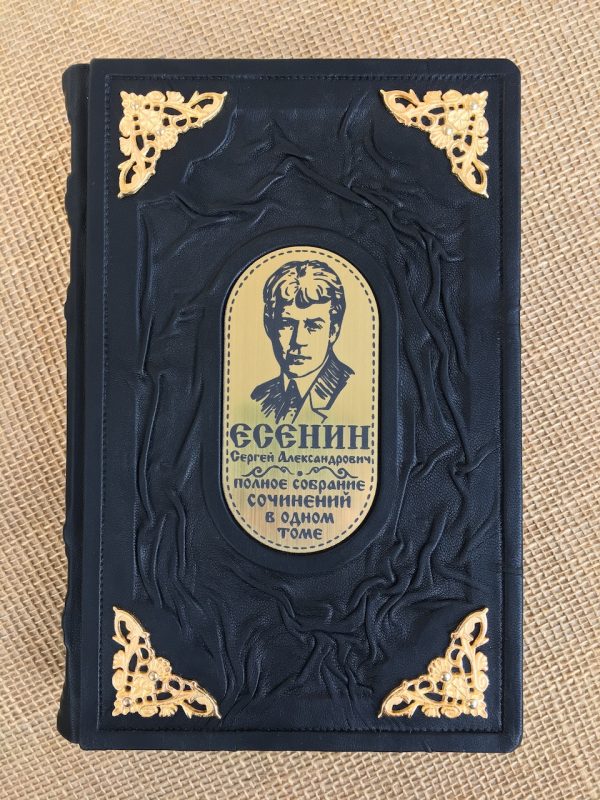 ЕСЕНИН
Сергей Александрович
ПОЛНОЕ СОБРАНИЕ
СОЧИНЕНИЙ
В ОДНОМ
ТОМЕ